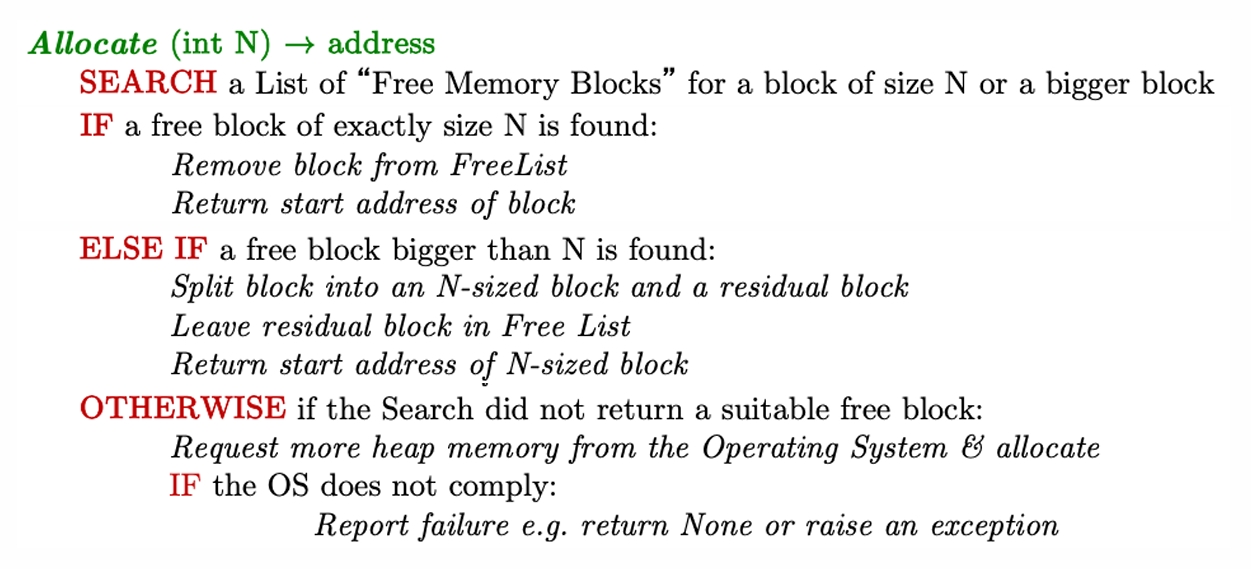 Allocate (int N) → address
SEARCH a List of “Free Memory Blocks” for a block of size N or a bigger block
IF a free block of exactly size N is found:
Remove block from FreeList
Return start address of block
ELSE IF a free block bigger than N is found:
Split block into an N-sized block and a residual block
Leave residual block in Free List
Return start address of N-sized block
OTHERWISE if the Search did not return a suitable free block:
Request more heap memory from the Operating System & allocate
IF the OS does not comply:
Report failure e.g. return None or raise an exception